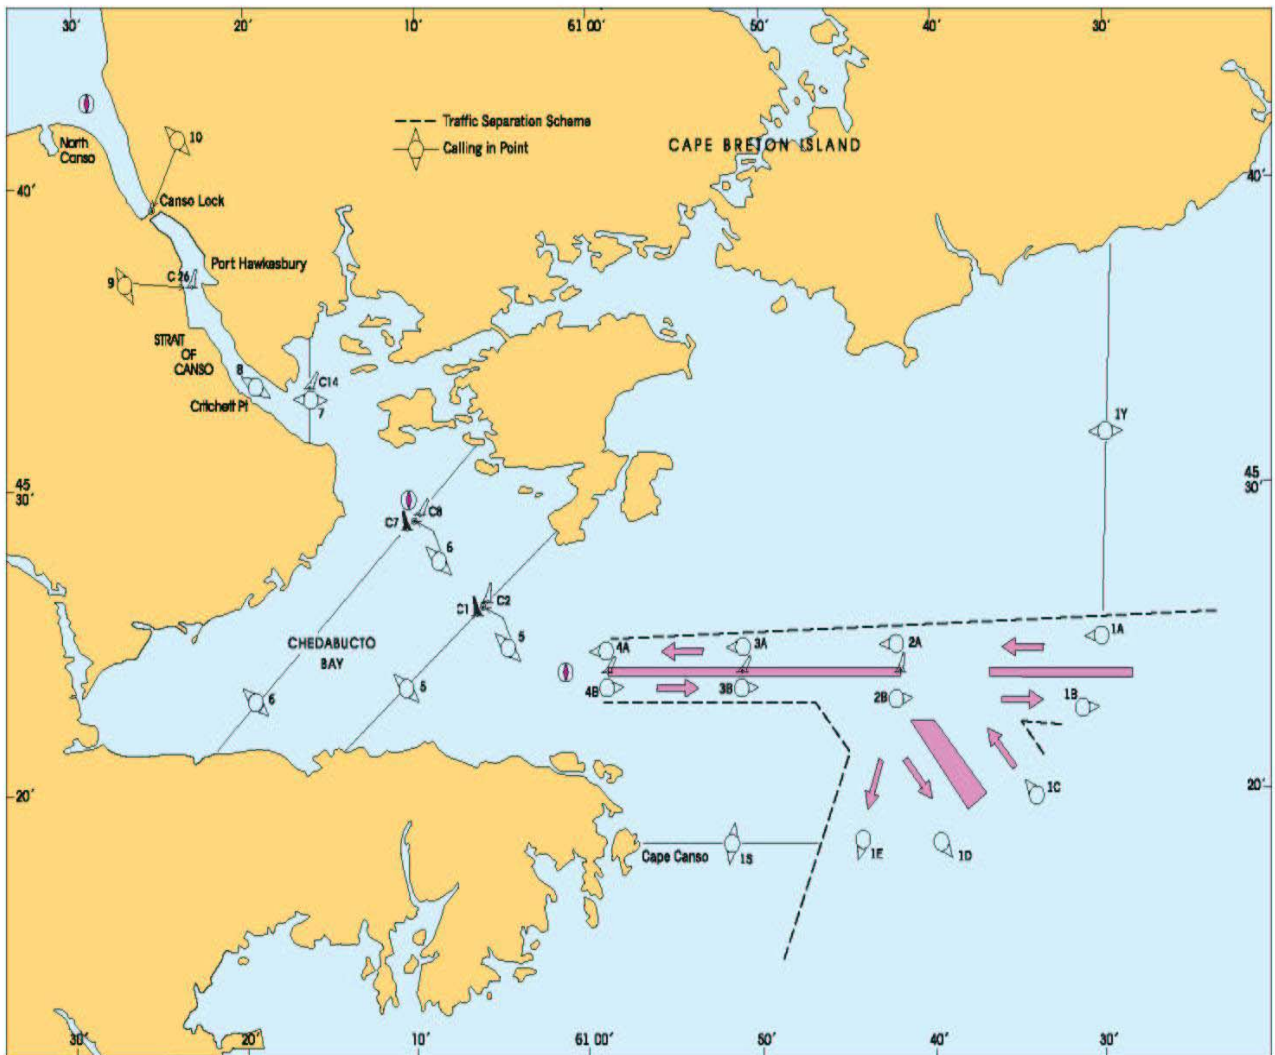 30´ 20´ 61 00´ 50´ 40´ 30´
Traffic Separation Scheme
Calling in Point
CAPE BRETON ISLAND
North
Canso
10
40´
40´
Canso Lock
Port Hawkesbury
C 26
9
STRAIT
OF
CANSO
8
C14
Critchett Pt
7
1Y
45
30´
45
30´
C7
C8
6
C1
C2
5
CHEDABUCTO
BAY
4A
3A
2A
1A
6
5
4B
3B
2B
1B
20´
20´
1C
Cape Canso
1S
1E
1D
30´ 20´ 10´ 61 00´ 50´ 40´ 30´